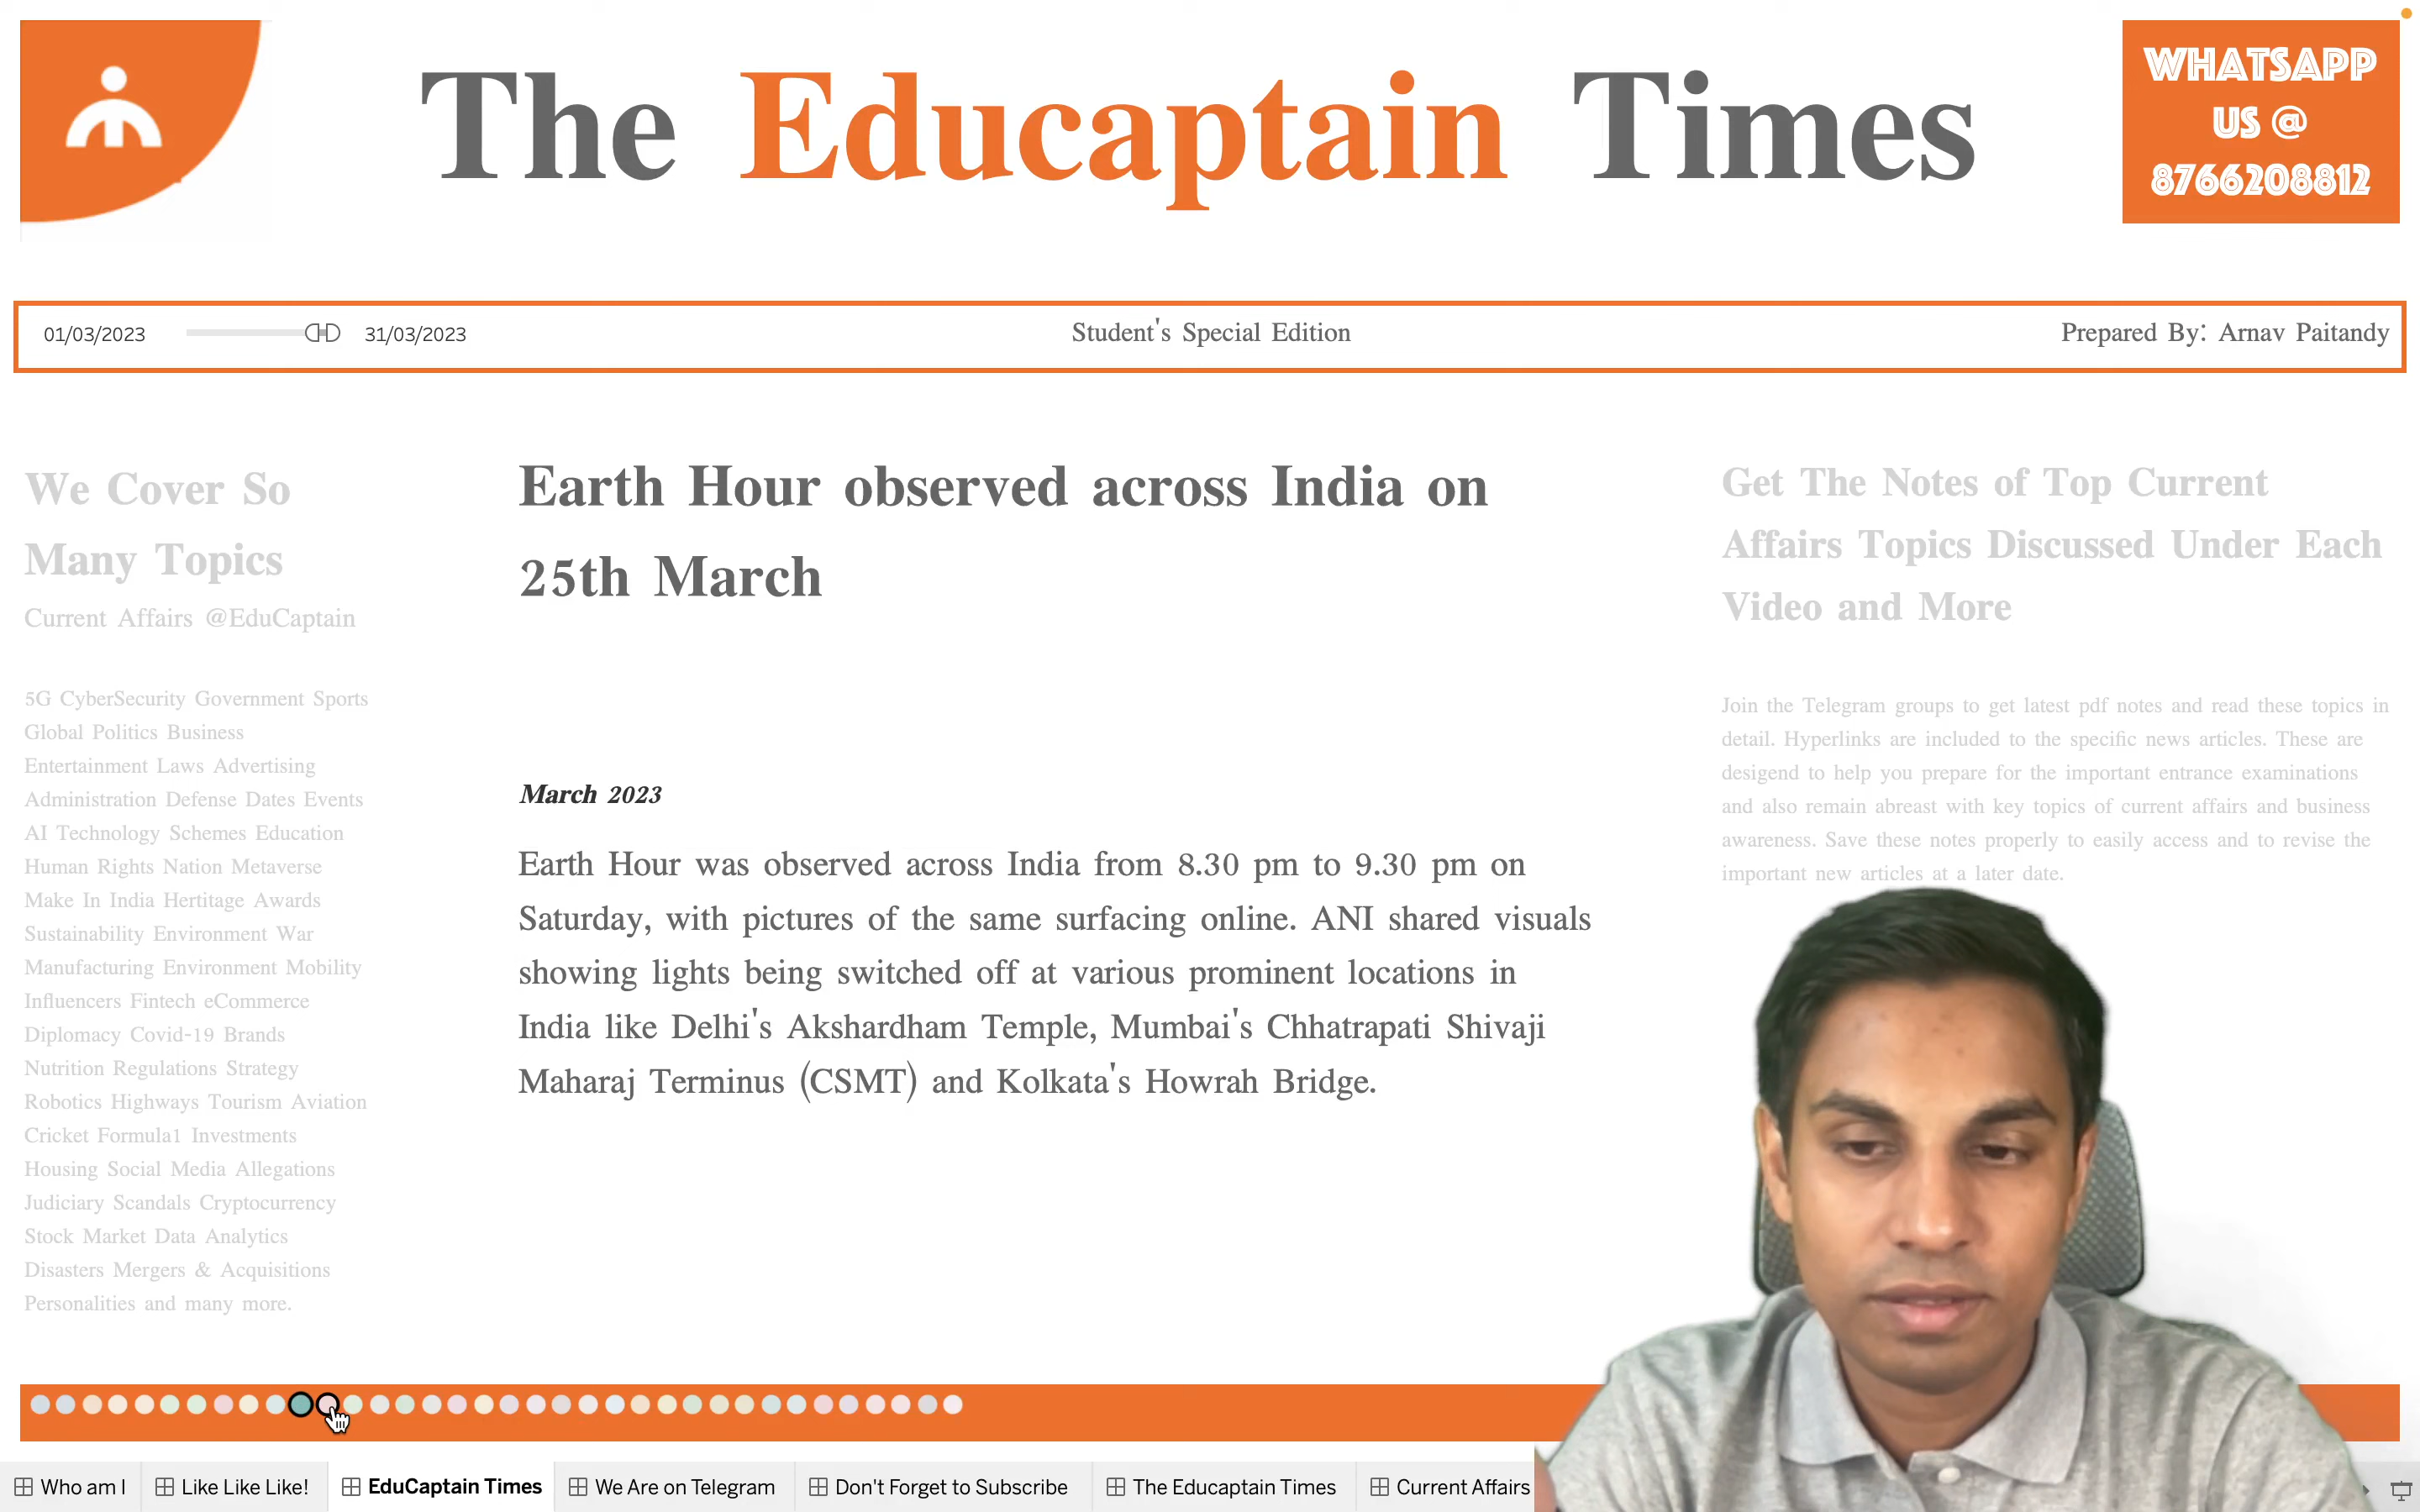 The Educaptain Times
WHATSAPP
US @
8766208812
01/03/2023 31/03/2023
Student's Special Edition
Prepared By: Arnav Paitandy
We Cover So
Many Topics
Current Affairs @EduCaptain
5G CyberSecurity Government Sports
Global Politics Business
Entertainment Laws Advertising
Administration Defense Dates Events
AI Technology Schemes Education
Human Rights Nation Metaverse
Make In India Hertitage Awards
Sustainability Environment War
Manufacturing Environment Mobility
Influencers Fintech eCommerce
Diplomacy Covid-19 Brands
Nutrition Regulations Strategy
Robotics Highways Tourism Aviation
Cricket Formula1 Investments
Housing Social Media Allegations
Judiciary Scandals Cryptocurrency
Stock Market Data Analytics
Disasters Mergers & Acquisitions
Personalities and many more.
Earth Hour observed across India on
25th March
March 2023
Earth Hour was observed across India from 8.30 pm to 9.30 pm on
Saturday, with pictures of the same surfacing online. ANI shared visuals
showing lights being switched off at various prominent locations in
India like Delhi's Akshardham Temple, Mumbai's Chhatrapati Shivaji
Maharaj Terminus (CSMT) and Kolkata's Howrah Bridge.
Get The Notes of Top Current
Affairs Topics Discussed Under Each
Video and More
Join the Telegram groups to get latest pdf notes and read these topics in
detail. Hyperlinks are included to the specific news articles. These are
desigend to help you prepare for the important entrance examinations
and also remain abreast with key topics of current affairs and business
awareness. Save these notes properly to easily access and to revise the
important new articles at a later date.
Who am I
Like Like Like!
EduCaptain Times
We Are on Telegram
Don't Forget to Subscribe
The Educaptain Times
Current Affairs